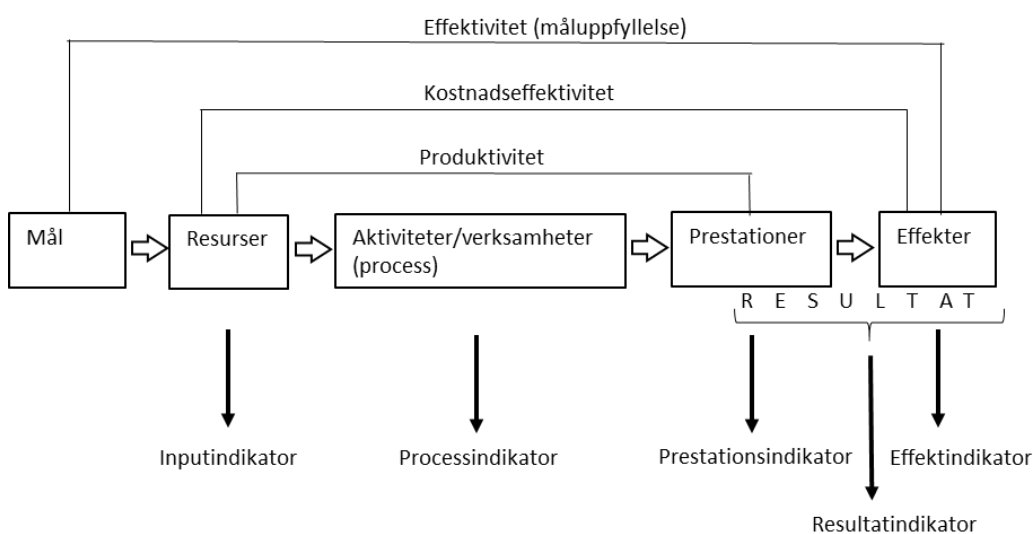 Effektivitet (måluppfyllelse)
Kostnadseffektivitet
Produktivitet
Mål
Resurser
Aktiviteter/verksamheter
(process)
Prestationer
Effekter
R E S U L T A T
Inputindikator
Processindikator
Prestationsindikator
Effektindikator
Resultatindikator